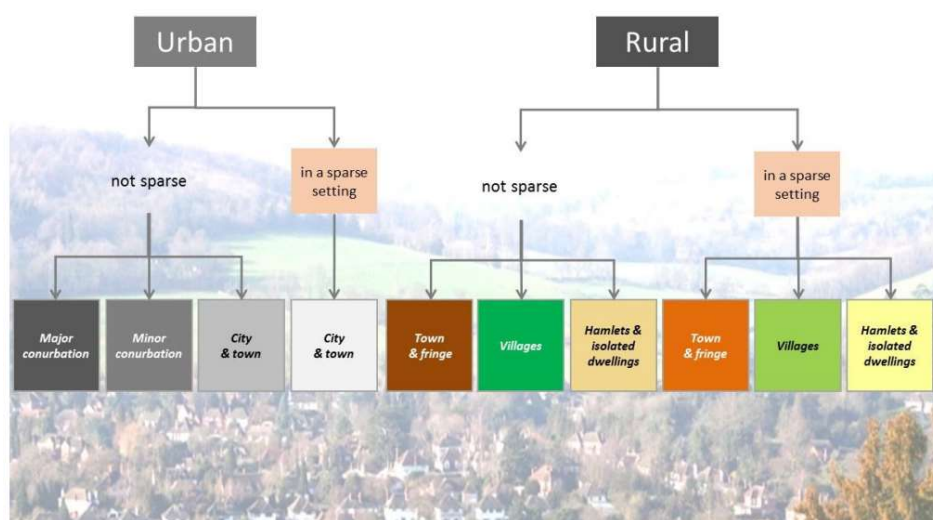 Urban
Rural
not sparse
in a sparse
setting
not sparse
in a sparse
setting
Major
conurbation
Minor
conurbation
City
& town
City
& town
Town
& fringe
Villages
Hamlets &
isolated
dwellings
Town
& fringe
Villages
Hamlets &
isolated
dwellings